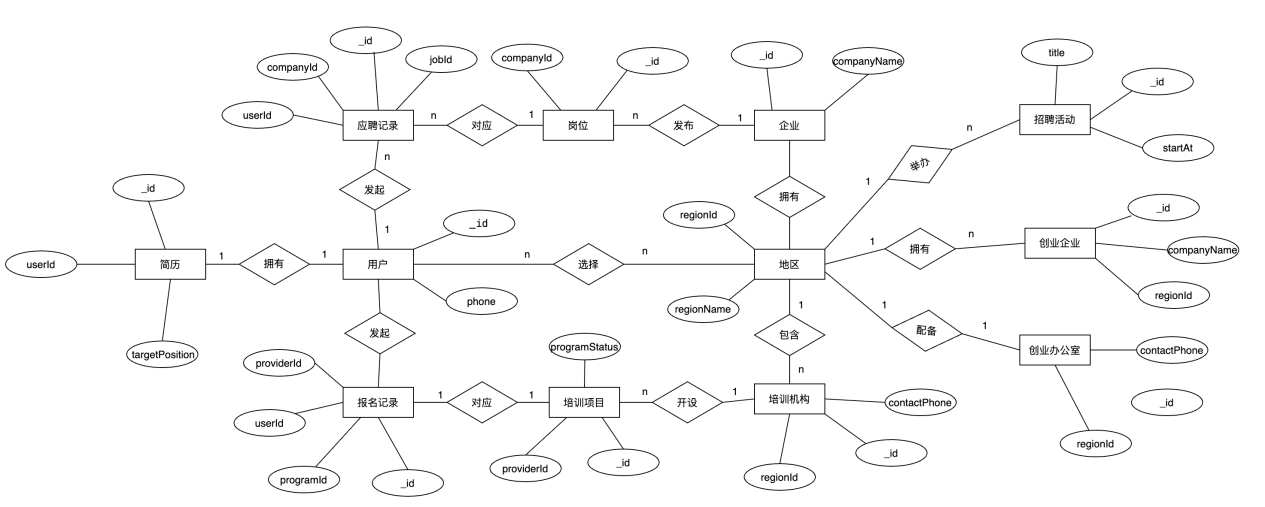 _id
companyId
jobId
userId
应聘记录
n
对应
1
companyId
_id
岗位
n
发布
1
_id
companyName
企业
title
_id
招聘活动
startAt
n
举办
1
n
发起
1
拥有
_id
userId
简历
targetPosition
1
拥有
1
用户
_id
phone
n
选择
n
regionId
地区
regionName
1
拥有
n
_id
创业企业
companyName
regionId
1
配备
1
创业办公室
contactPhone
_id
regionId
发起
1
包含
n
providerId
userId
报名记录
programId
_id
1
对应
1
programStatus
培训项目
providerId
_id
n
开设
1
培训机构
contactPhone
_id
regionId